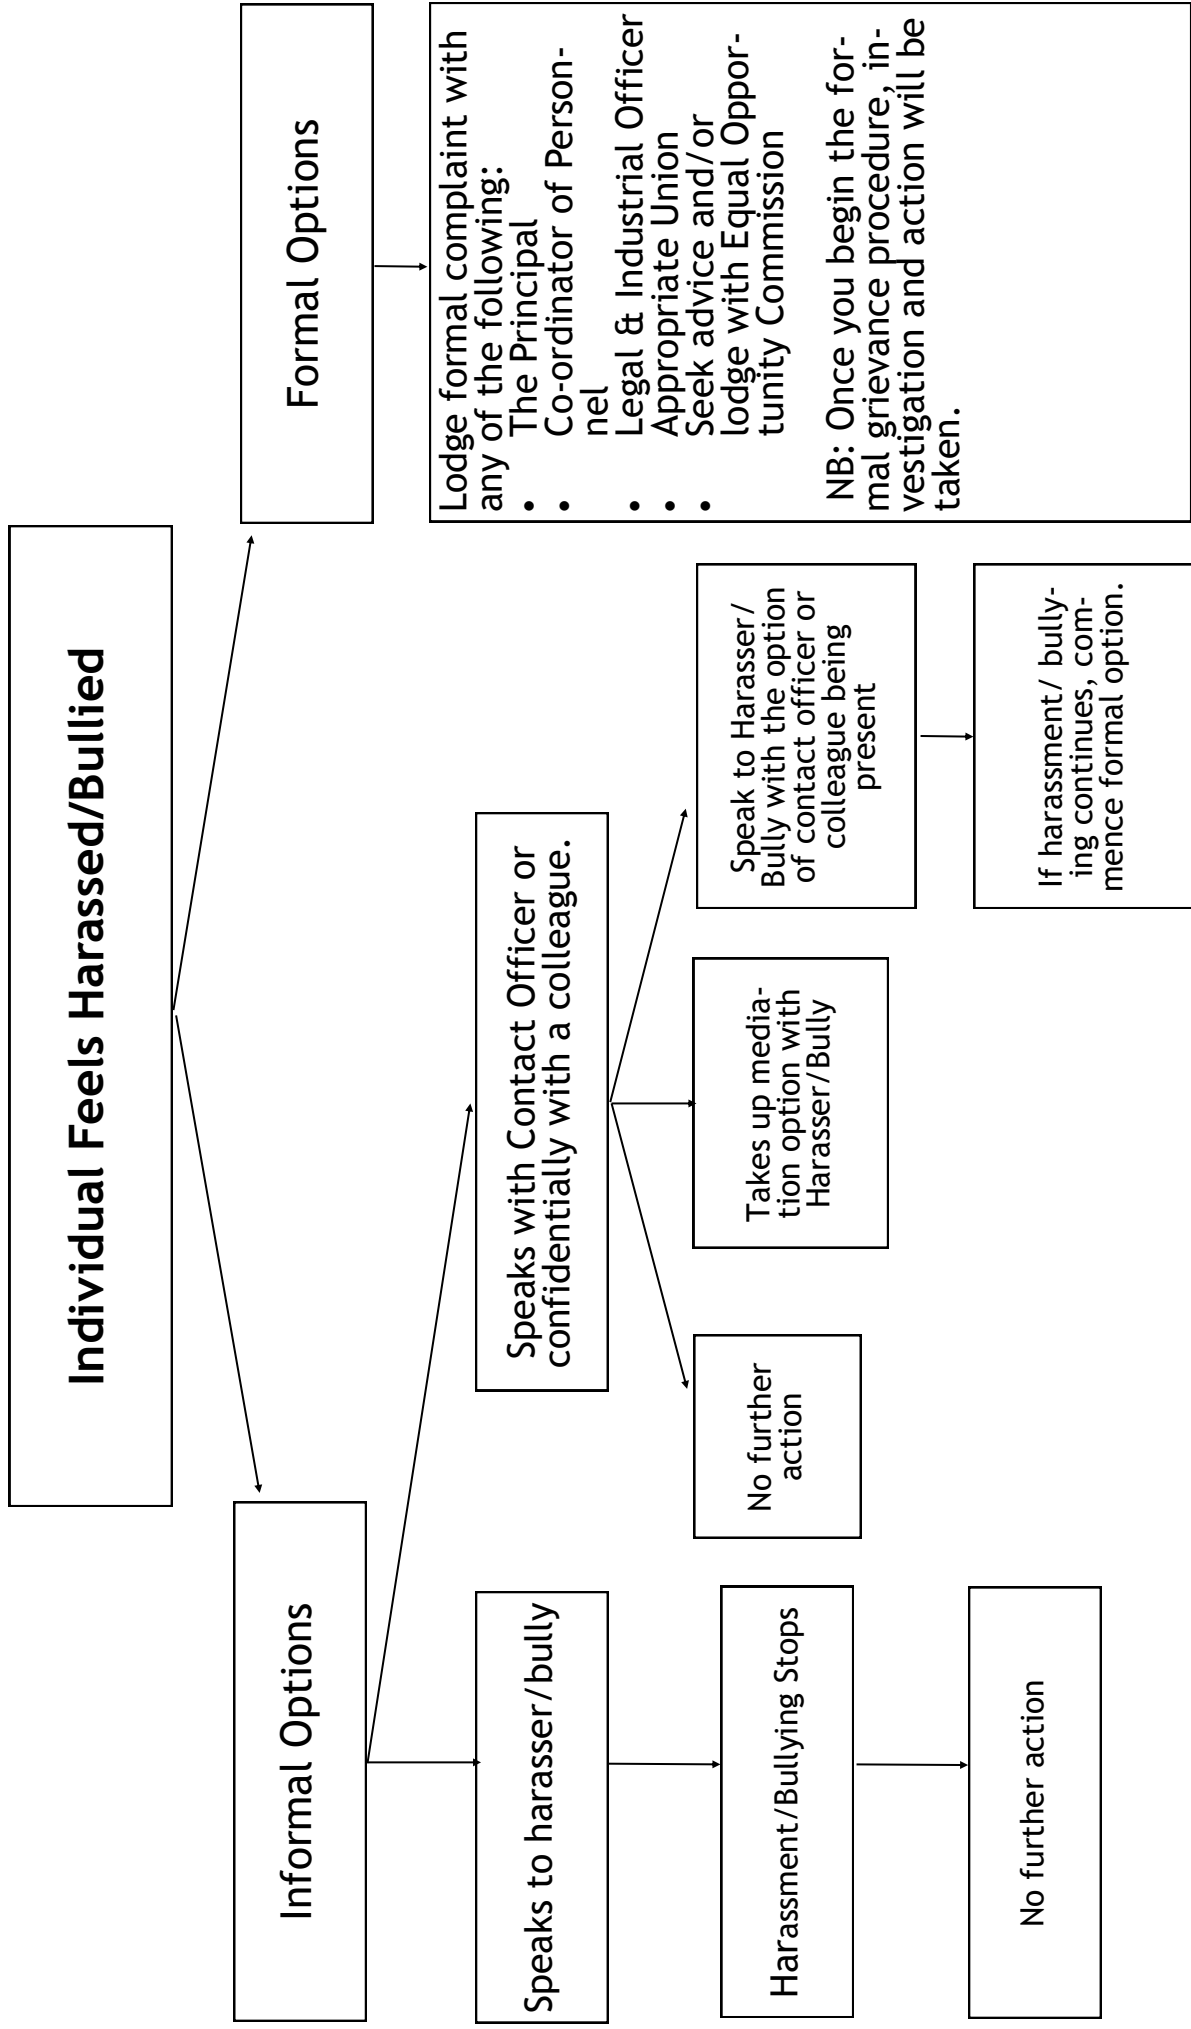 Individual Feels Harassed/Bullied
Informal Options
Formal Options
Speaks to harasser/bully
Harassment/Bullying Stops
No further action
Speaks with Contact Officer or
confidentially with a colleague.
No further
action
Takes up media-
tion option with
Harasser/Bully
Speak to Harasser/
Bully with the option
of contact officer or
colleague being
present
If harassment/ bully-
ing continues, com-
mence formal option.
Lodge formal complaint with
any of the following:
• The Principal
• Co-ordinator of Person-
nel
• Legal & Industrial Officer
• Appropriate Union
• Seek advice and/or
lodge with Equal Oppor-
tunity Commission
NB: Once you begin the for-
mal grievance procedure, in-
vestigation and action will be
taken.